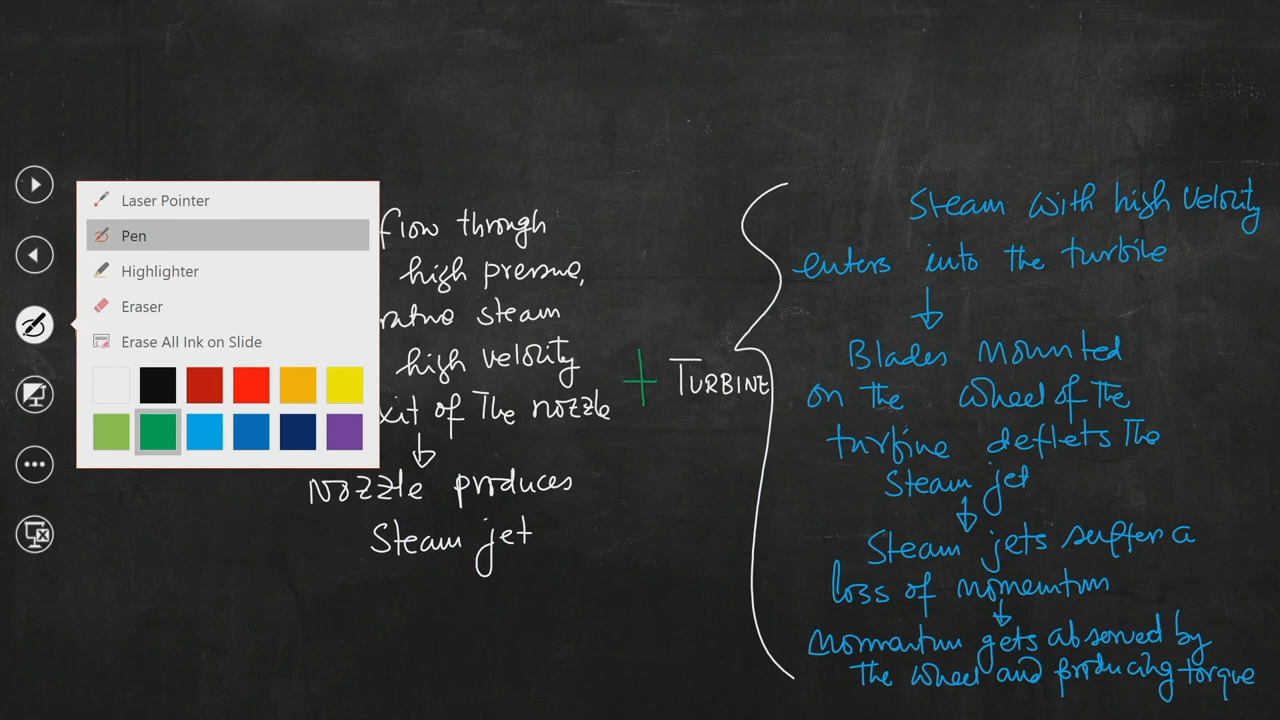 Laser Pointer
Pen
Highlighter
Eraser
Erase All Ink on Slide
flow through
high pressure,
steam
high velocity
xit of The nozzle
Nozzle produces
Steam jet
+ TURBINE
Steam with high velocity
enters into the turbine
Blades mounted
on the wheel of the
turbine deflets The
Steam jet
Steam jets suffer a
loss of momentum
momentum gets absorved by
The wheel and producing torque